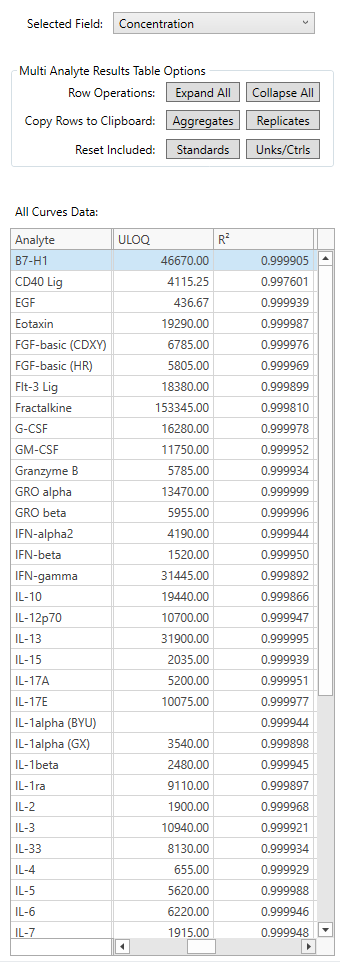 Selected Field: Concentration
Multi Analyte Results Table Options
Row Operations: Expand All Collapse All
Copy Rows to Clipboard: Aggregates Replicates
Reset Included: Standards Unks/Ctrls
All Curves Data:
Analyte ULOQ R²
B7-H1 46670.00 0.999905
CD40 Lig 4115.25 0.997601
EGF 436.67 0.999939
Eotaxin 19290.00 0.999987
FGF-basic (CDXY) 6785.00 0.999976
FGF-basic (HR) 5805.00 0.999969
Flt-3 Lig 18380.00 0.999899
Fractalkine 153345.00 0.999810
G-CSF 16280.00 0.999978
GM-CSF 11750.00 0.999952
Granzyme B 5785.00 0.999934
GRO alpha 13470.00 0.999999
GRO beta 5955.00 0.999996
IFN-alpha2 4190.00 0.999944
IFN-beta 1520.00 0.999950
IFN-gamma 31445.00 0.999892
IL-10 19440.00 0.999866
IL-12p70 10700.00 0.999947
IL-13 31900.00 0.999995
IL-15 2035.00 0.999939
IL-17A 5200.00 0.999951
IL-17E 10075.00 0.999977
IL-1alpha (BYU) 0.999944
IL-1alpha (GX) 3540.00 0.999898
IL-1beta 2480.00 0.999945
IL-1ra 9110.00 0.999897
IL-2 1900.00 0.999968
IL-3 10940.00 0.999921
IL-33 8130.00 0.999934
IL-4 655.00 0.999929
IL-5 5620.00 0.999988
IL-6 6220.00 0.999946
IL-7 1915.00 0.999948